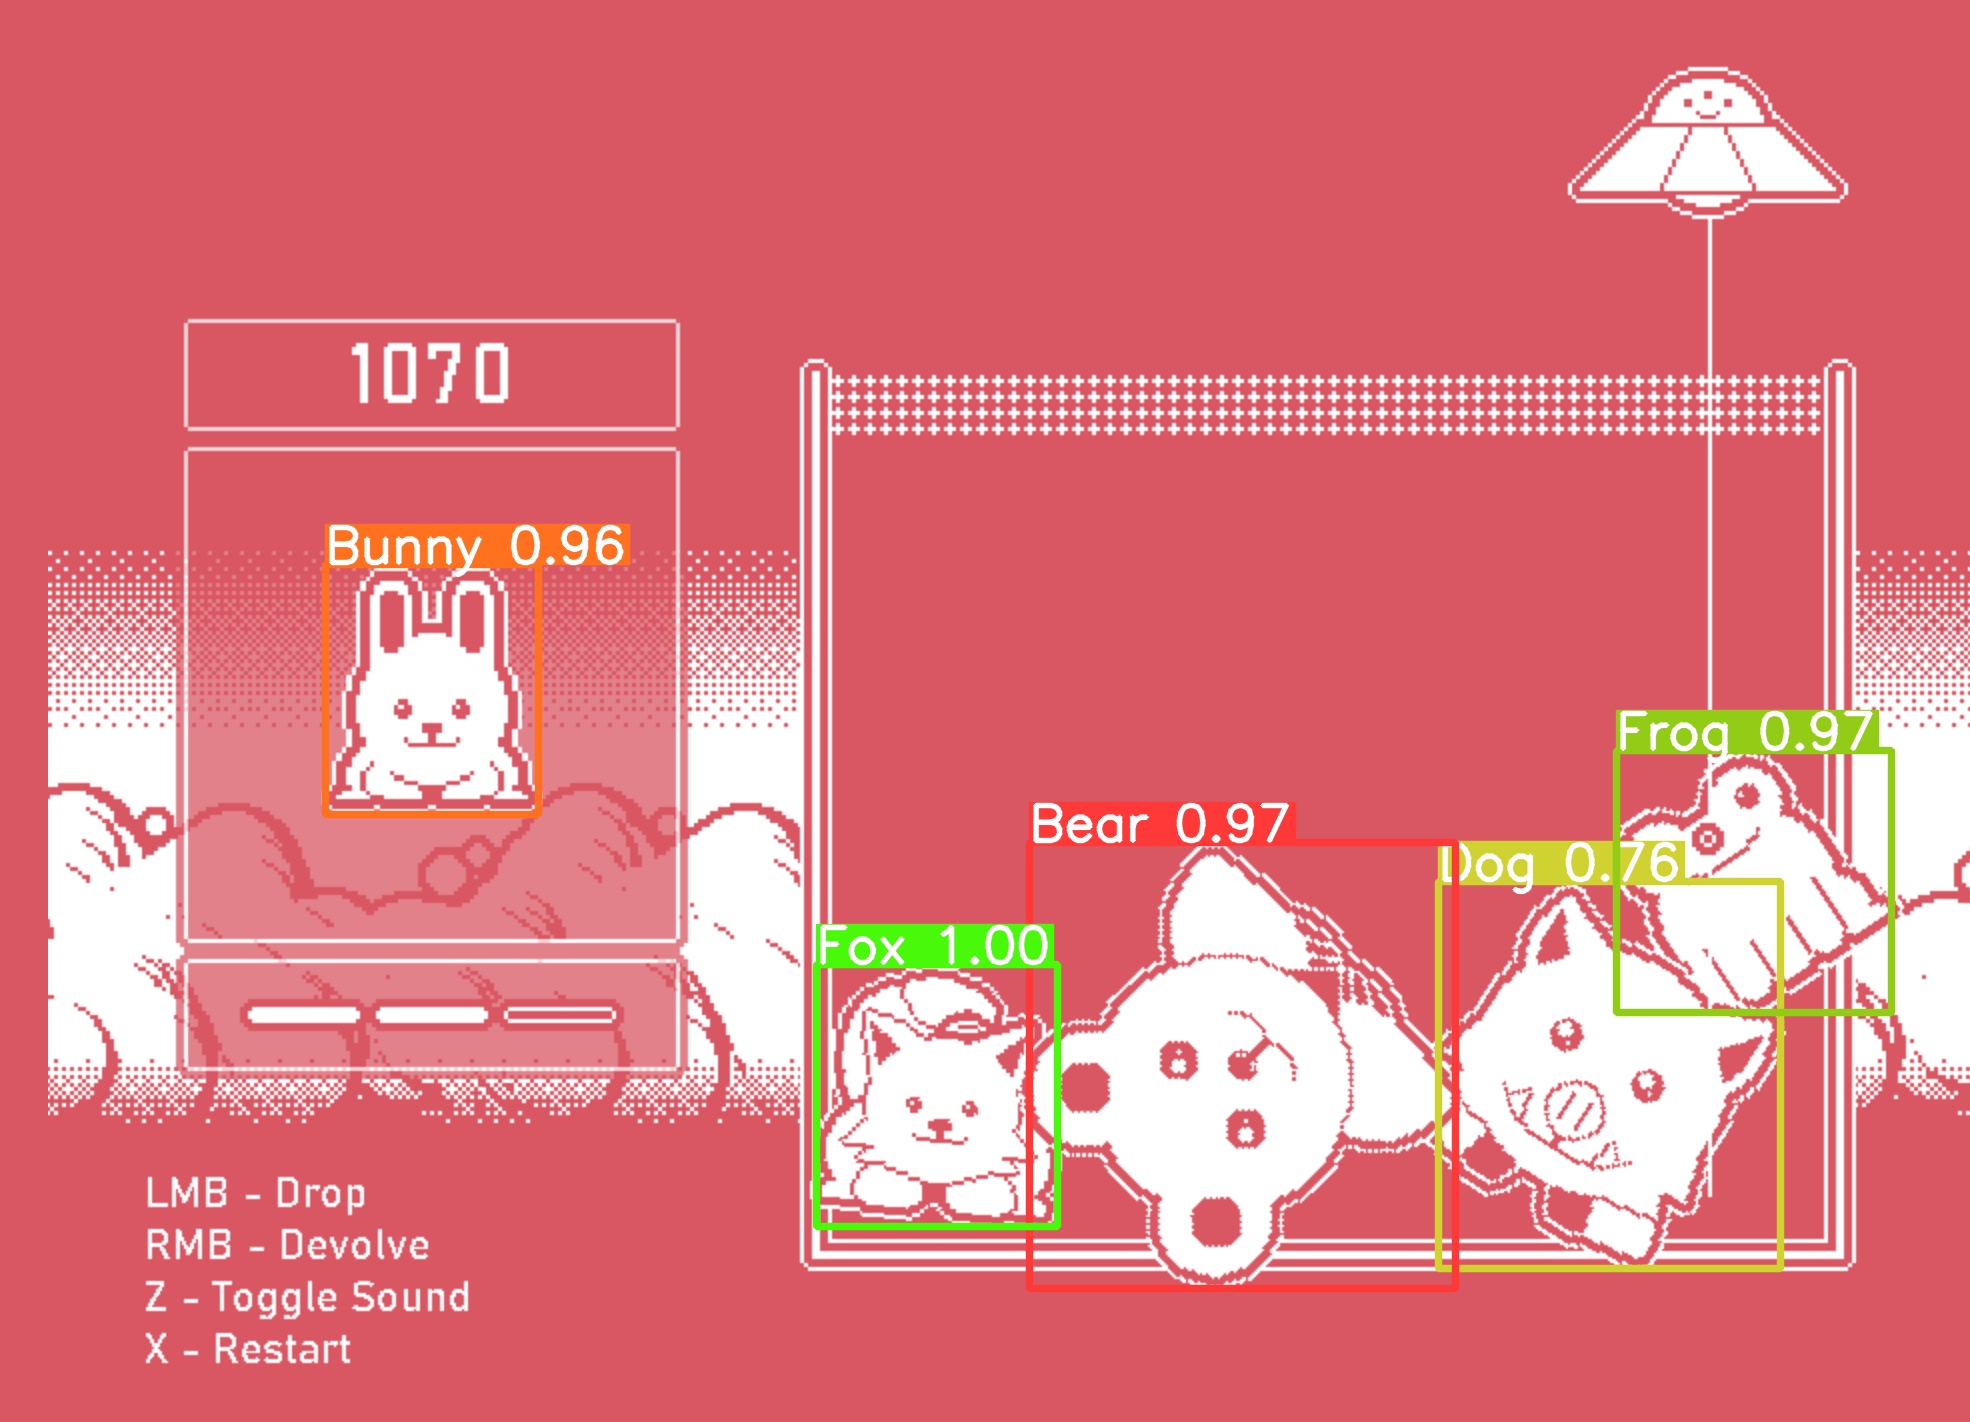 1070
Bunny 0.96
Frog 0.97
Bear 0.97
Dog 0.76
Fox 1.00
LMB - Drop
RMB - Devolve
Z - Toggle Sound
X - Restart